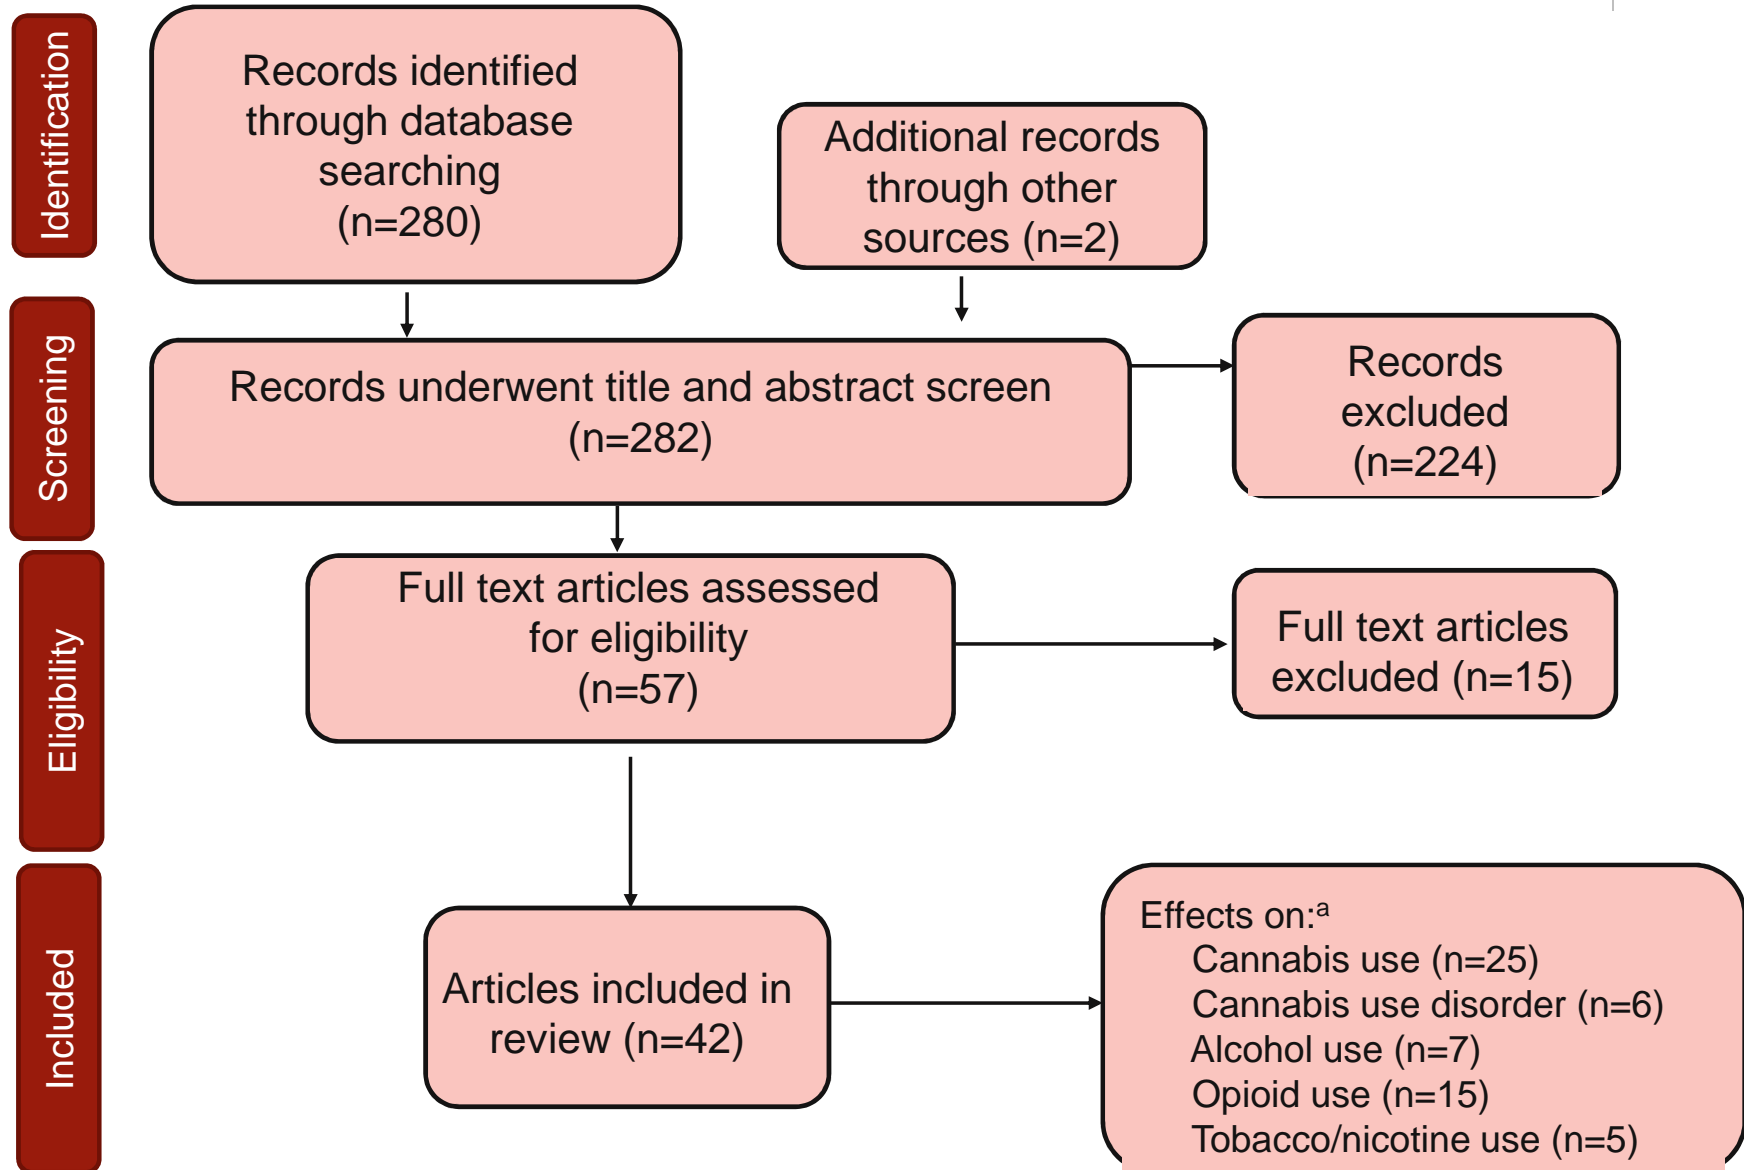 Identification
Records identified
through database
searching
(n=280)
Additional records
through other
sources (n=2)
Screening
Records underwent title and abstract screen
(n=282)
Records
excluded
(n=224)
Eligibility
Full text articles assessed
for eligibility
(n=57)
Full text articles
excluded (n=15)
Included
Articles included in
review (n=42)
Effects on:ᵃ
Cannabis use (n=25)
Cannabis use disorder (n=6)
Alcohol use (n=7)
Opioid use (n=15)
Tobacco/nicotine use (n=5)